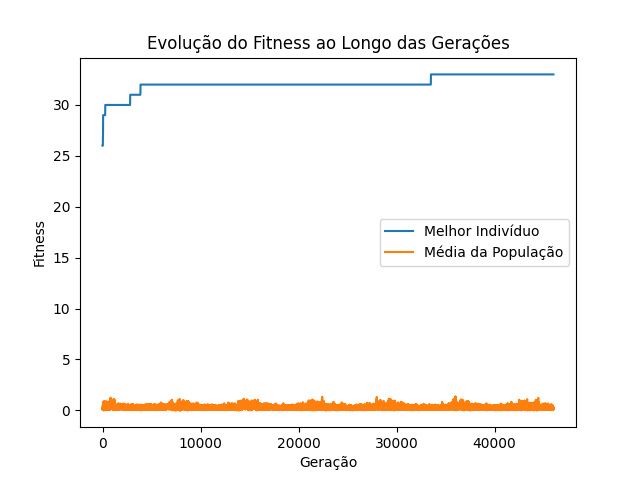 Evolução do Fitness ao Longo das Gerações
30
25
20
15
10
5
0
Fitness
Melhor Indivíduo
Média da População
0 10000 20000 30000 40000
Geração